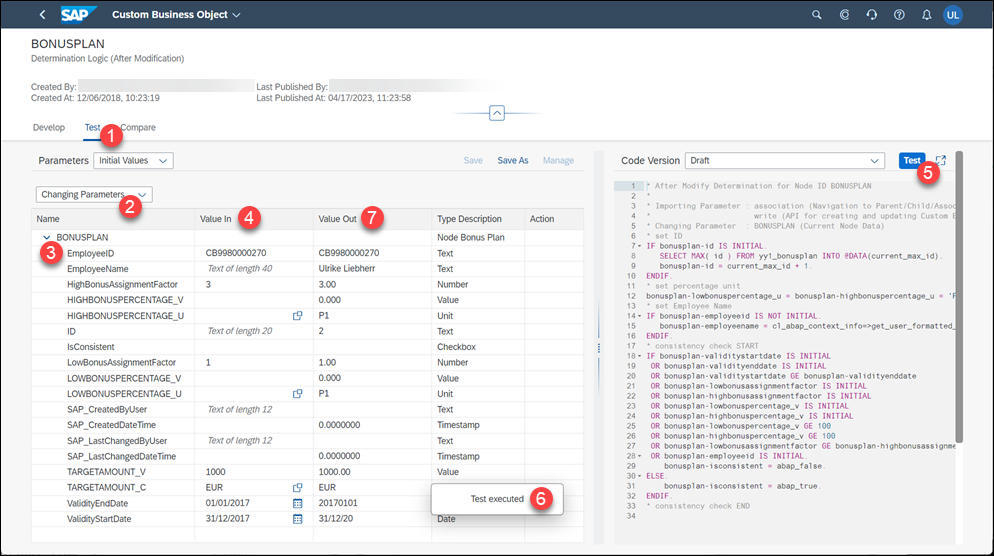 SAP Custom Business Object UL
BONUSPLAN
Determination Logic (After Modification)
Created By: Last Published By:
Created At: 12/06/2018, 10:23:19 Last Published At: 04/17/2023, 11:23:58
Develop Test Compare
1
Parameters Initial Values Save Save As Manage
Changing Parameters
2
Name Value In 4 Value Out 7 Type Description Action
BONUSPLAN Node Bonus Plan
3 EmployeeID CB9980000270 CB9980000270 Text
EmployeeName Text of length 40 Ulrike Liebherr Text
HighBonusAssignmentFactor 3 3.00 Number
HIGHBONUSPERCENTAGE_V 0.000 Value
HIGHBONUSPERCENTAGE_U P1 Unit
ID Text of length 20 2 Text
IsConsistent Checkbox
LowBonusAssignmentFactor 1 1.00 Number
LOWBONUSPERCENTAGE_V 0.000 Value
LOWBONUSPERCENTAGE_U P1 Unit
SAP_CreatedByUser Text of length 12 Text
SAP_CreatedDateTime 0.0000000 Timestamp
SAP_LastChangedByUser Text of length 12 Text
SAP_LastChangedDateTime 0.0000000 Timestamp
TARGETAMOUNT_V 1000 1000.00 Value
TARGETAMOUNT_C EUR EUR
ValidityEndDate 01/01/2017 20170101
ValidityStartDate 31/12/2017 31/12/20 Date
Test executed 6
Code Version Draft Test
5
1 * After Modify Determination for Node ID BONUSPLAN
2 *
3 * Importing Parameter : association (Navigation to Parent/Child/Asso
4 * write (API for creating and updating Custom B
5 * Changing Parameter : BONUSPLAN (Current Node Data)
6 * set ID
7 IF bonusplan-id IS INITIAL.
8 SELECT MAX( id ) FROM yy1_bonusplan INTO @DATA(current_max_id).
9 bonusplan-id = current_max_id + 1.
10 ENDIF.
11 * set percentage unit
12 bonusplan-lowbonuspercentage_u = bonusplan-highbonuspercentage_u = 'P
13 * set Employee Name
14 IF bonusplan-employeeid IS NOT INITIAL.
15 bonusplan-employeename = cl_abap_context_info=>get_user_formatted_
16 ENDIF.
17 * consistency check START
18 IF bonusplan-validitystartdate IS INITIAL
19 OR bonusplan-validityenddate IS INITIAL
20 OR bonusplan-validitystartdate GE bonusplan-validityenddate
21 OR bonusplan-lowbonusassignmentfactor IS INITIAL
22 OR bonusplan-highbonusassignmentfactor IS INITIAL
23 OR bonusplan-lowbonuspercentage_v IS INITIAL
24 OR bonusplan-highbonuspercentage_v IS INITIAL
25 OR bonusplan-lowbonuspercentage_v GE 100
26 OR bonusplan-highbonuspercentage_v GE 100
27 OR bonusplan-lowbonusassignmentfactor GE bonusplan-highbonusassignme
28 OR bonusplan-employeeid IS INITIAL.
29 bonusplan-isconsistent = abap_false.
30 ELSE.
31 bonusplan-isconsistent = abap_true.
32 ENDIF.
33 * consistency check END
34